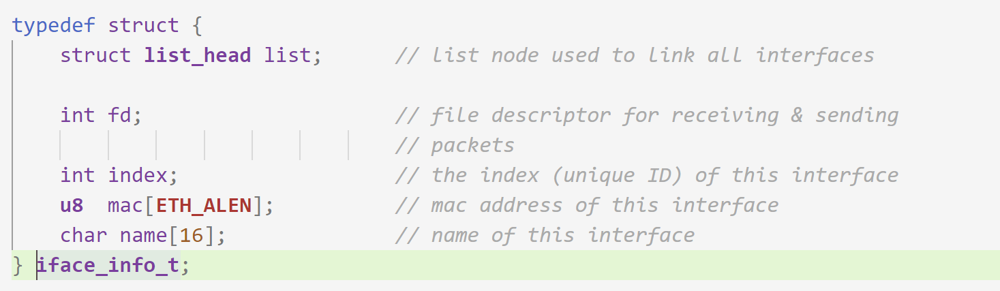 typedef struct {
    struct list_head list;      // list node used to link all interfaces
    int fd;                     // file descriptor for receiving & sending
                                // packets
    int index;                  // the index (unique ID) of this interface
    u8  mac[ETH_ALEN];          // mac address of this interface
    char name[16];              // name of this interface
} iface_info_t;